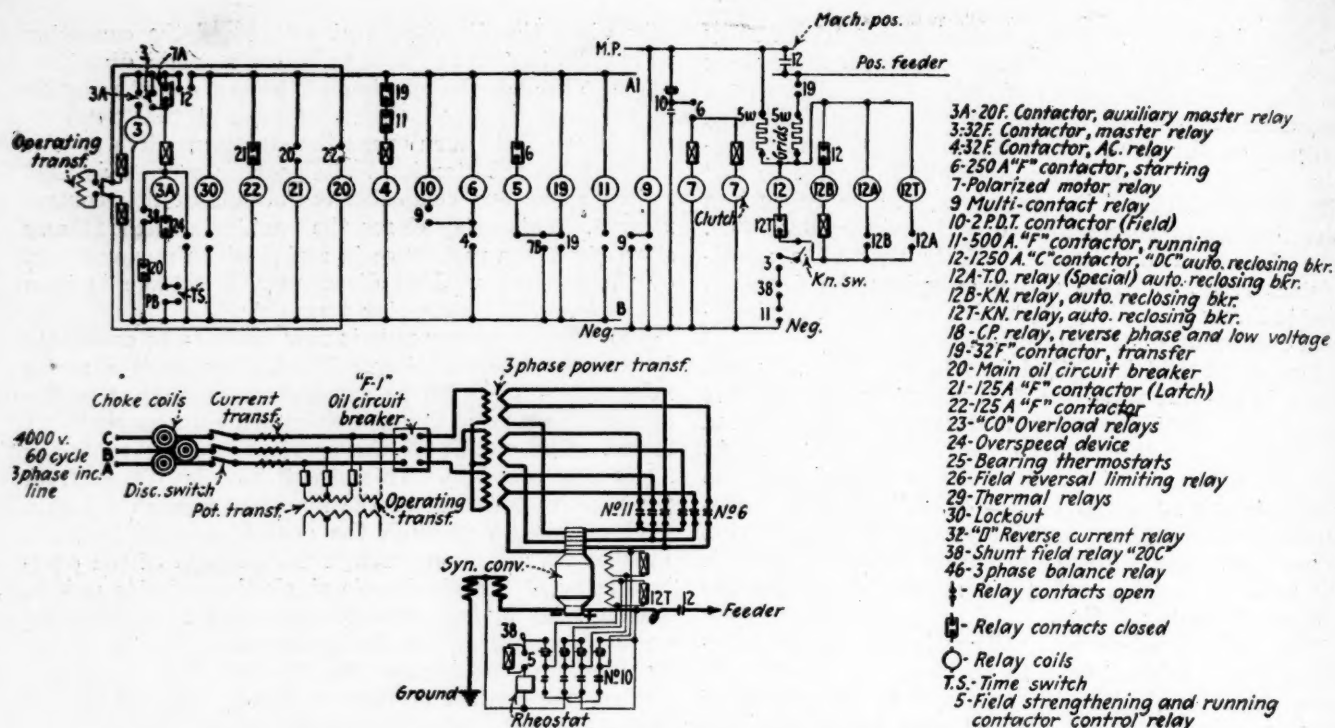 Mach. pos.
M.P.
12
Pos. feeder
3 7A
A1
3A
12
19
10
6
5W 5W
19
Operating
transf.
3
11
Grids
21
20
22
6
12
3A
30
22
21
20
4
10
6
5
19
11
9
7
7
12
12B
12A
12T
38
24
9
Clutch
12T
4
7B
19
9
12B
12A
20
3
Kn. sw.
PB
T.S.
38
B
11
Neg.
Neg.
3A-20F. Contactor, auxiliary master relay
3-32F. Contactor, master relay
4-32F. Contactor, AC. relay
6-250 A "F" contactor, starting
7-Polarized motor relay
9 Multi-contact relay
10-2 P.D.T. contactor (Field)
11-500 A. "F" contactor, running
12-1250 A. "C" contactor, "DC" auto. reclosing bkr.
12A-T.O. relay (Special) auto. reclosing bkr.
12B-KN. relay, auto. reclosing bkr.
12T-KN. relay, auto. reclosing bkr.
18-C.P. relay, reverse phase and low voltage
19-32F" contactor, transfer
20-Main oil circuit breaker
21-125A "F" contactor (Latch)
22-125 A "F" contactor
23-"CO" Overload relays
24-Overspeed device
25-Bearing thermostats
26-Field reversal limiting relay
29-Thermal relays
30-Lockout
32-"D" Reverse current relay
38-Shunt field relay "20C"
46-3 phase balance relay
- Relay contacts open
- Relay contacts closed
- Relay coils
T.S.- Time switch
5-Field strengthening and running
contactor control relay
3 phase power transf.
"F-1"
Oil circuit
breaker
Choke coils
Current
transf.
4000 v.
60 cycle
3 phase inc.
line
C
B
A
Disc. switch
Pot. transf.
Operating
transf.
Nº11
Nº6
Syn. conv.
12T
12
Feeder
- +
38
5
Nº10
Ground
Rheostat